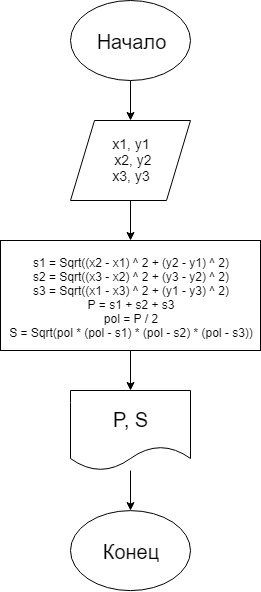 Начало
x1, y1
x2, y2
x3, y3
s1 = Sqrt((x2 - x1) ^ 2 + (y2 - y1) ^ 2)
s2 = Sqrt((x3 - x2) ^ 2 + (y3 - y2) ^ 2)
s3 = Sqrt((x1 - x3) ^ 2 + (y1 - y3) ^ 2)
P = s1 + s2 + s3
pol = P / 2
S = Sqrt(pol * (pol - s1) * (pol - s2) * (pol - s3))
P, S
Конец